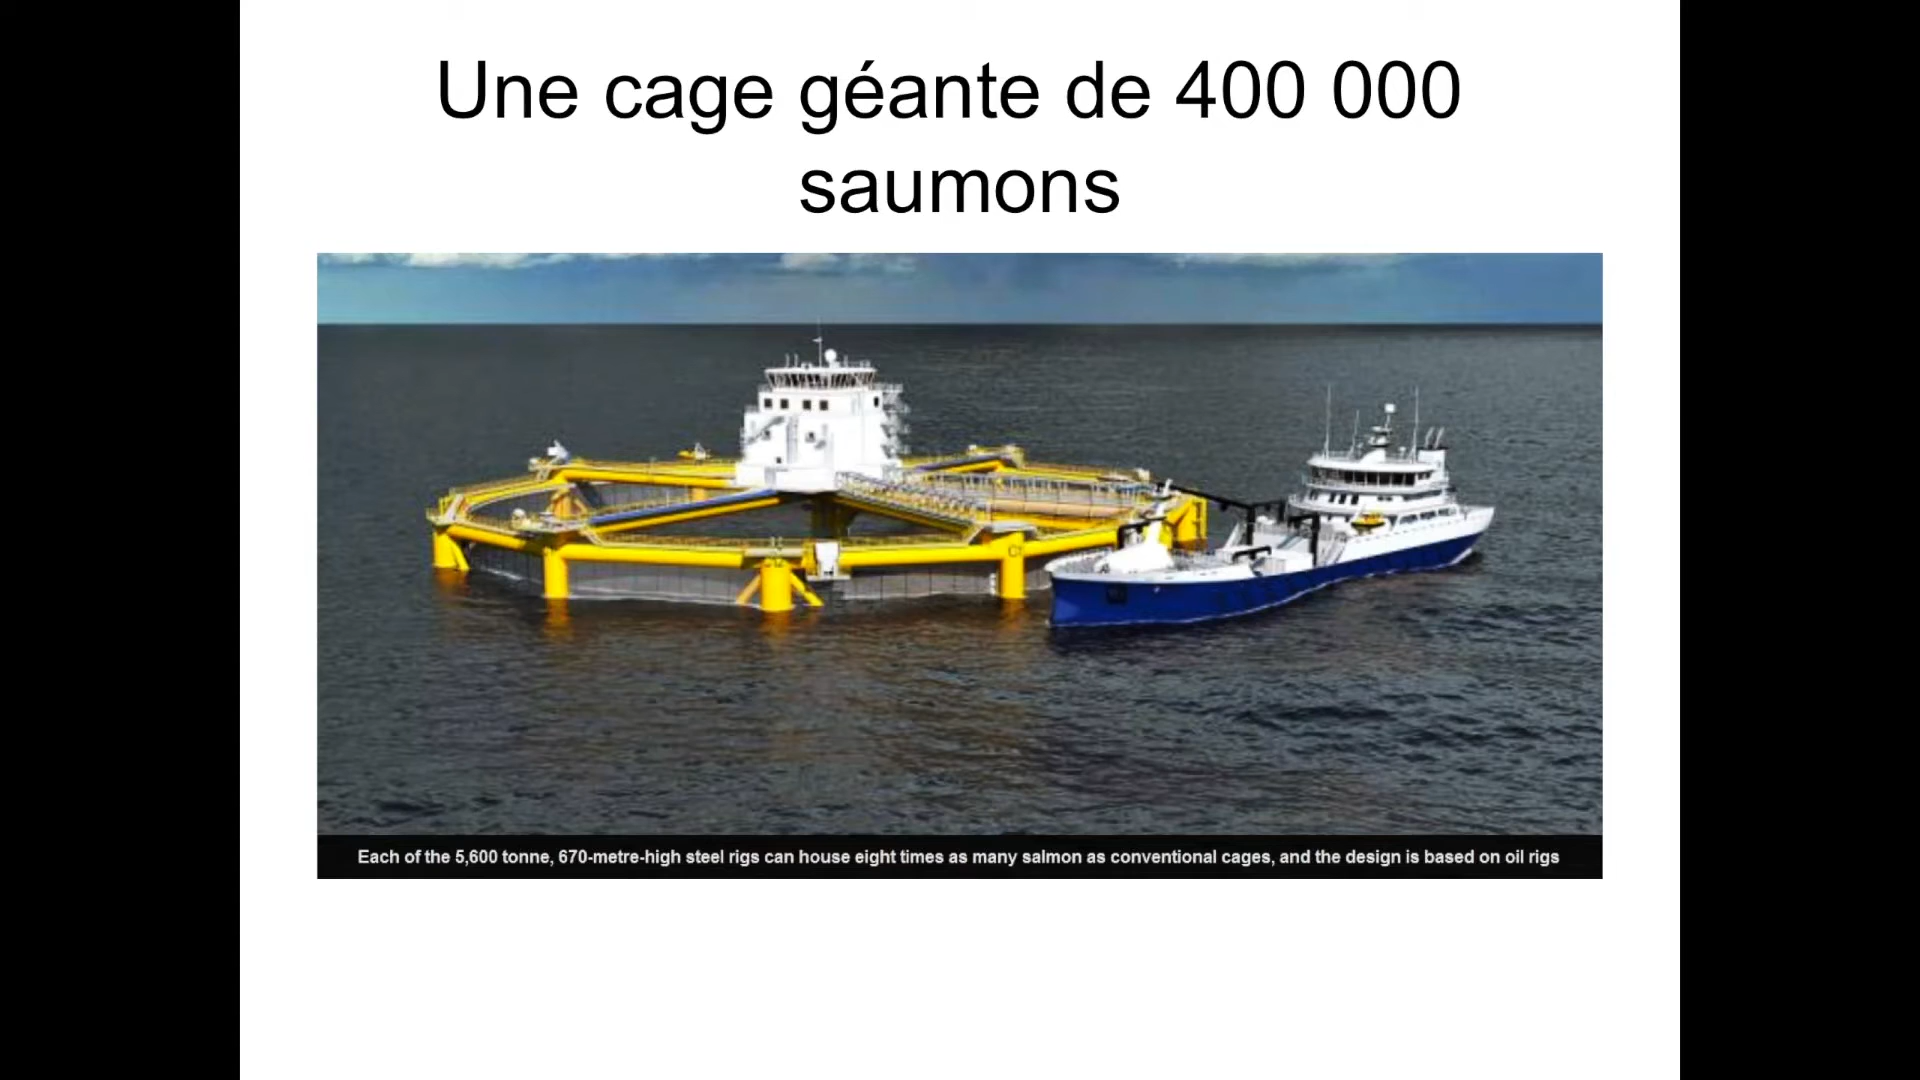 Une cage géante de 400 000
saumons
Each of the 5,600 tonne, 670-metre-high steel rigs can house eight times as many salmon as conventional cages, and the design is based on oil rigs